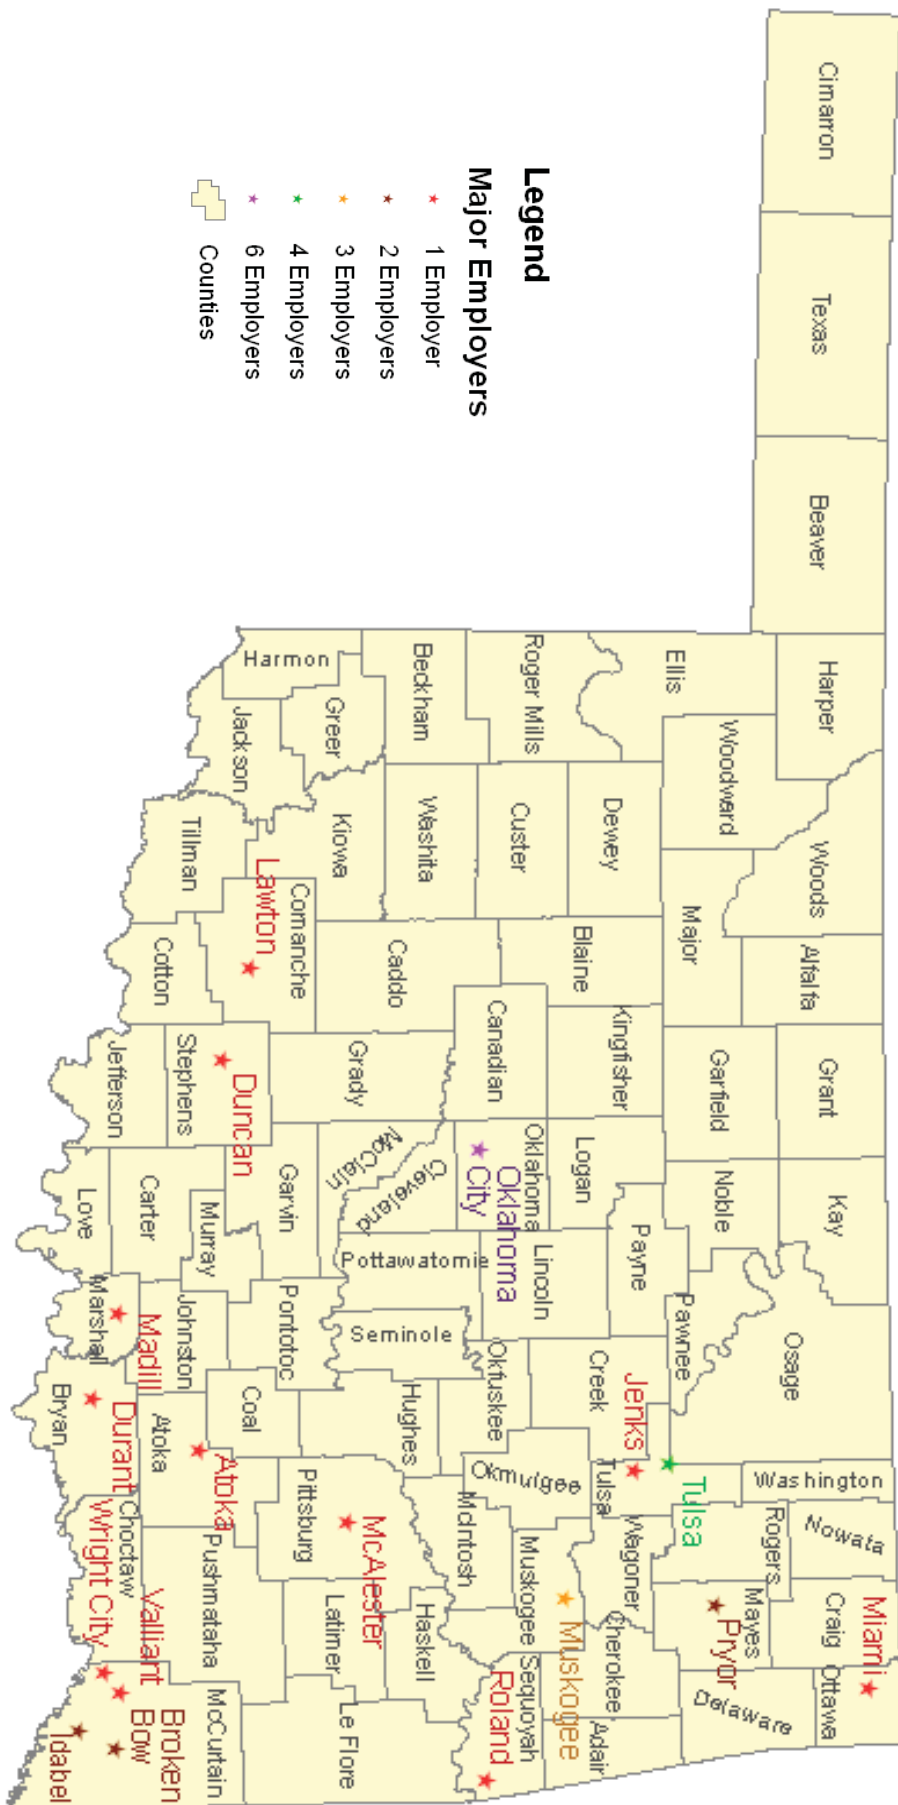 Cimarron
Texas
Beaver
Harper
Woods
Alfalfa
Grant
Kay
Osage
Washington
Nowata
Craig
Miami
Ottawa
Ellis
Woodward
Major
Garfield
Noble
Pawnee
Tulsa
Rogers
Mayes
Pryor
Delaware
Roger Mills
Dewey
Blaine
Kingfisher
Logan
Payne
Creek
Jenks
Tulsa
Wagoner
Cherokee
Adair
Beckham
Custer
Canadian
Oklahoma
Oklahoma
City
Lincoln
Okfuskee
Okmulgee
Muskogee
Muskogee
Sequoyah
Roland
Washita
Caddo
Grady
McClain
Cleveland
Pottawatomie
Seminole
Hughes
McIntosh
Haskell
Harmon
Greer
Kiowa
Comanche
Lawton
Garvin
Pontotoc
Coal
Pittsburg
McAlester
Latimer
Le Flore
Jackson
Tillman
Cotton
Stephens
Duncan
Jefferson
Murray
Carter
Love
Johnston
Madill
Marshall
Atoka
Atoka
Durant
Bryan
Pushmataha
Choctaw
Wright City
Valliant
McCurtain
Broken
Bow
Idabel
Legend
Major Employers
1 Employer
2 Employers
3 Employers
4 Employers
6 Employers
Counties